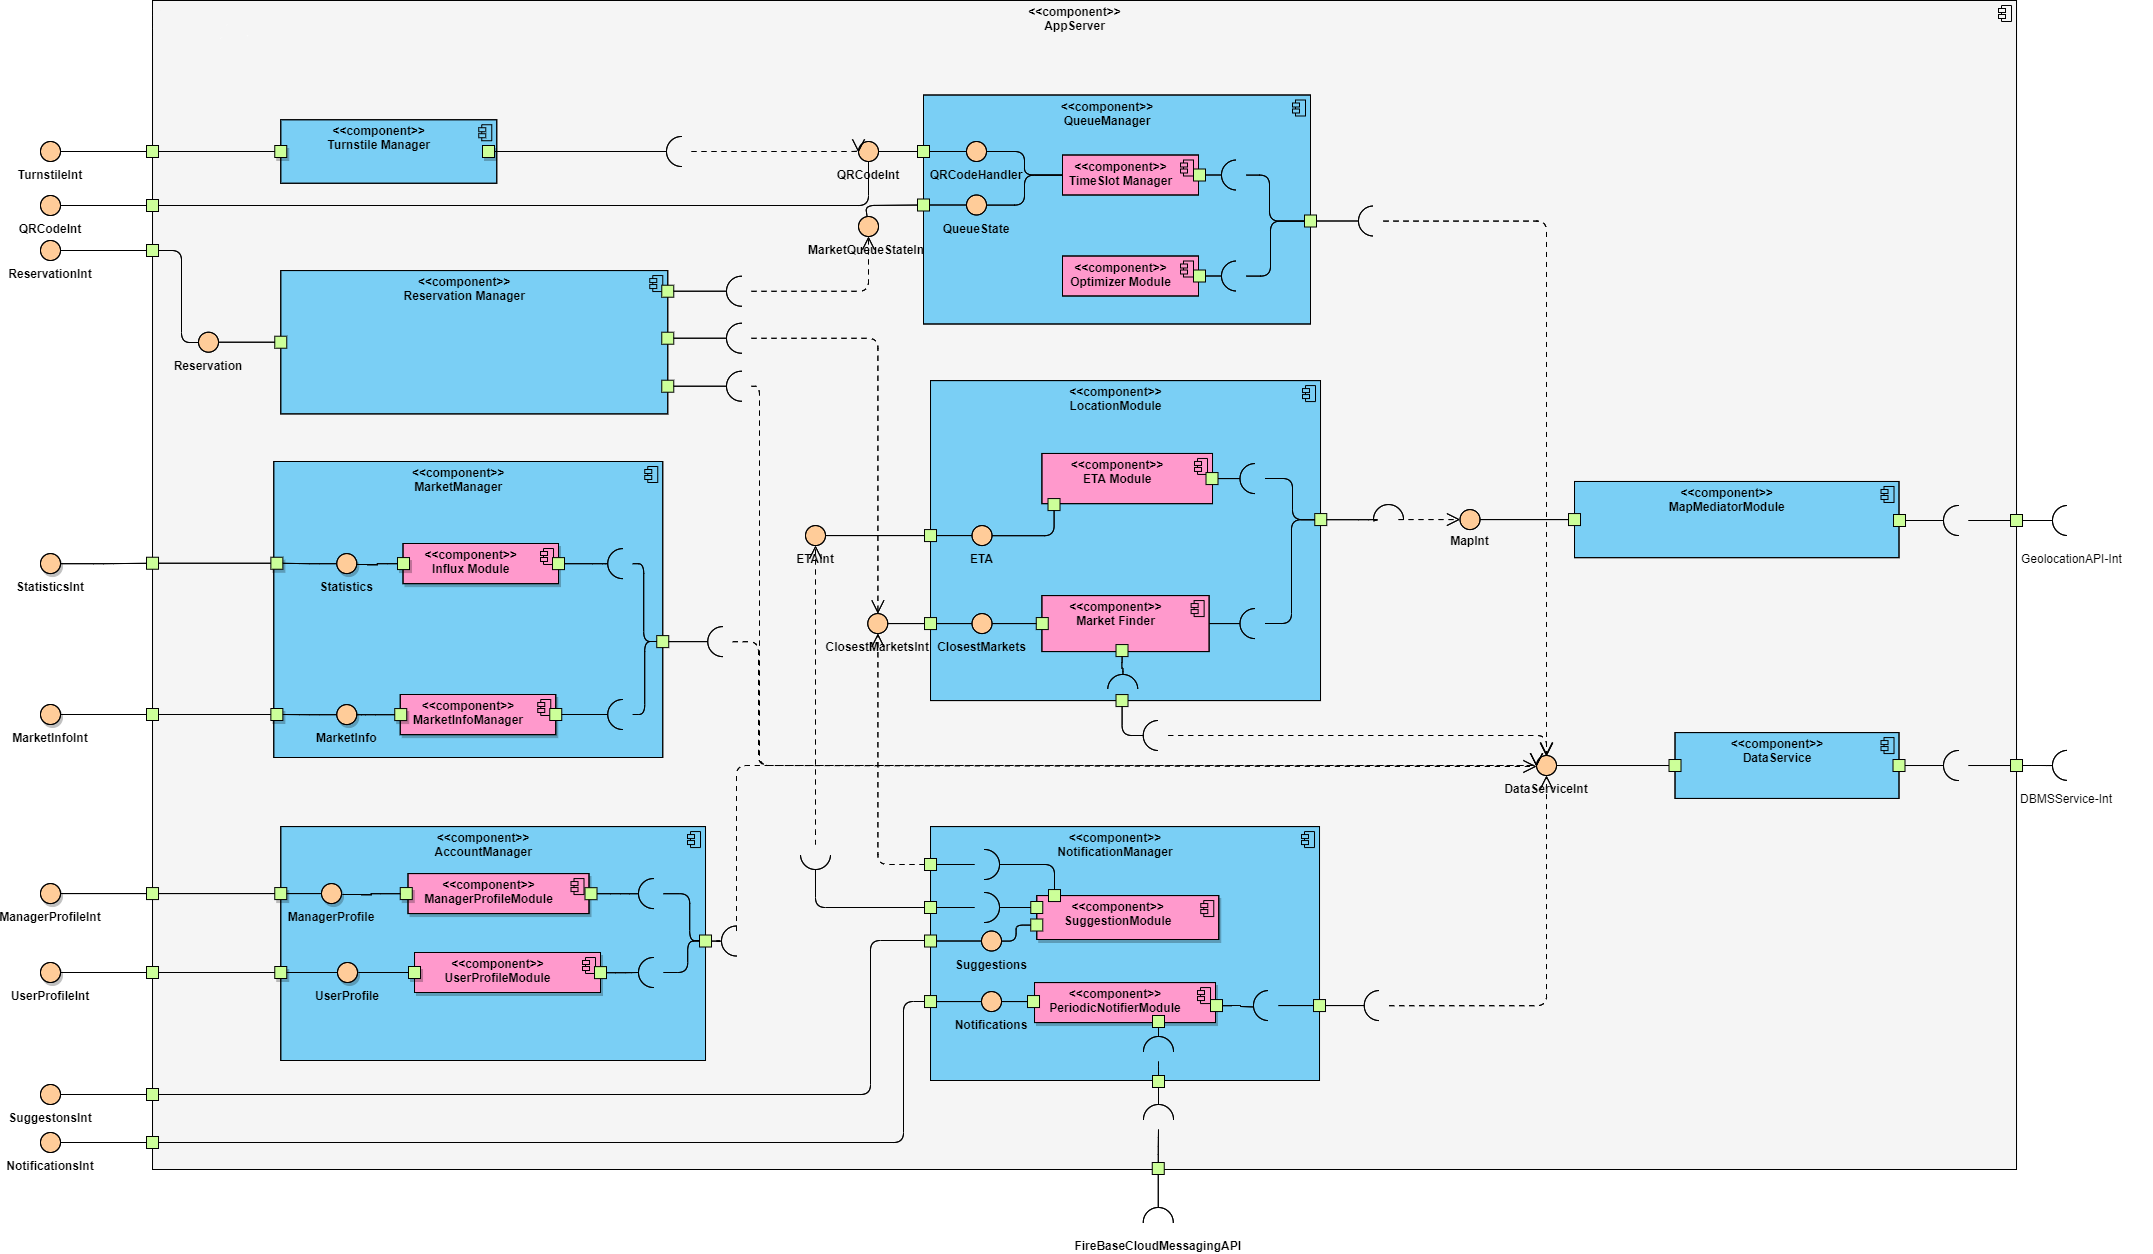 <<component>>
AppServer
<<component>>
Turnstile Manager
<<component>>
QueueManager
TurnstileInt
QRCodeInt
QRCodeHandler
<<component>>
TimeSlot Manager
QRCodeInt
QueueState
MarketQueueStateIn
ReservationInt
<<component>>
Reservation Manager
<<component>>
Optimizer Module
Reservation
<<component>>
LocationModule
<<component>>
MarketManager
<<component>>
ETA Module
<<component>>
MapMediatorModule
MapInt
GeolocationAPI-Int
ETAInt
ETA
<<component>>
Influx Module
StatisticsInt
Statistics
<<component>>
Market Finder
ClosestMarketsInt
ClosestMarkets
<<component>>
MarketInfoManager
MarketInfoInt
MarketInfo
<<component>>
DataService
DataServiceInt
DBMSService-Int
<<component>>
AccountManager
<<component>>
NotificationManager
<<component>>
ManagerProfileModule
ManagerProfileInt
ManagerProfile
<<component>>
SuggestionModule
<<component>>
UserProfileModule
Suggestions
UserProfileInt
UserProfile
<<component>>
PeriodicNotifierModule
Notifications
SuggestonsInt
NotificationsInt
FireBaseCloudMessagingAPI